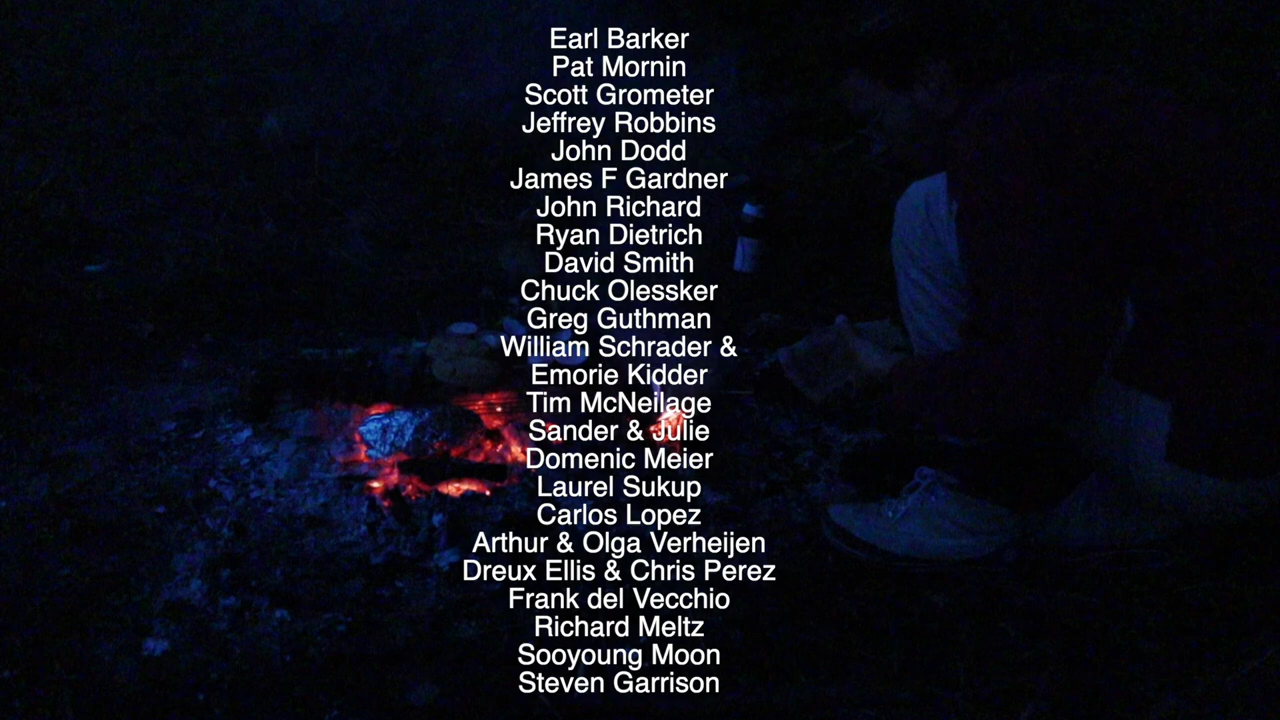 Earl Barker
Pat Mornin
Scott Grometer
Jeffrey Robbins
John Dodd
James F Gardner
John Richard
Ryan Dietrich
David Smith
Chuck Olessker
Greg Guthman
William Schrader &
Emorie Kidder
Tim McNeilage
Sander & Julie
Domenic Meier
Laurel Sukup
Carlos Lopez
Arthur & Olga Verheijen
Dreux Ellis & Chris Perez
Frank del Vecchio
Richard Meltz
Sooyoung Moon
Steven Garrison